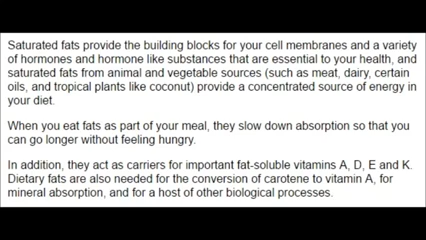 Saturated fats provide the building blocks for your cell membranes and a variety
of hormones and hormone like substances that are essential to your health, and
saturated fats from animal and vegetable sources (such as meat, dairy, certain
oils, and tropical plants like coconut) provide a concentrated source of energy in
your diet.
When you eat fats as part of your meal, they slow down absorption so that you
can go longer without feeling hungry.
In addition, they act as carriers for important fat-soluble vitamins A, D, E and K.
Dietary fats are also needed for the conversion of carotene to vitamin A, for
mineral absorption, and for a host of other biological processes.